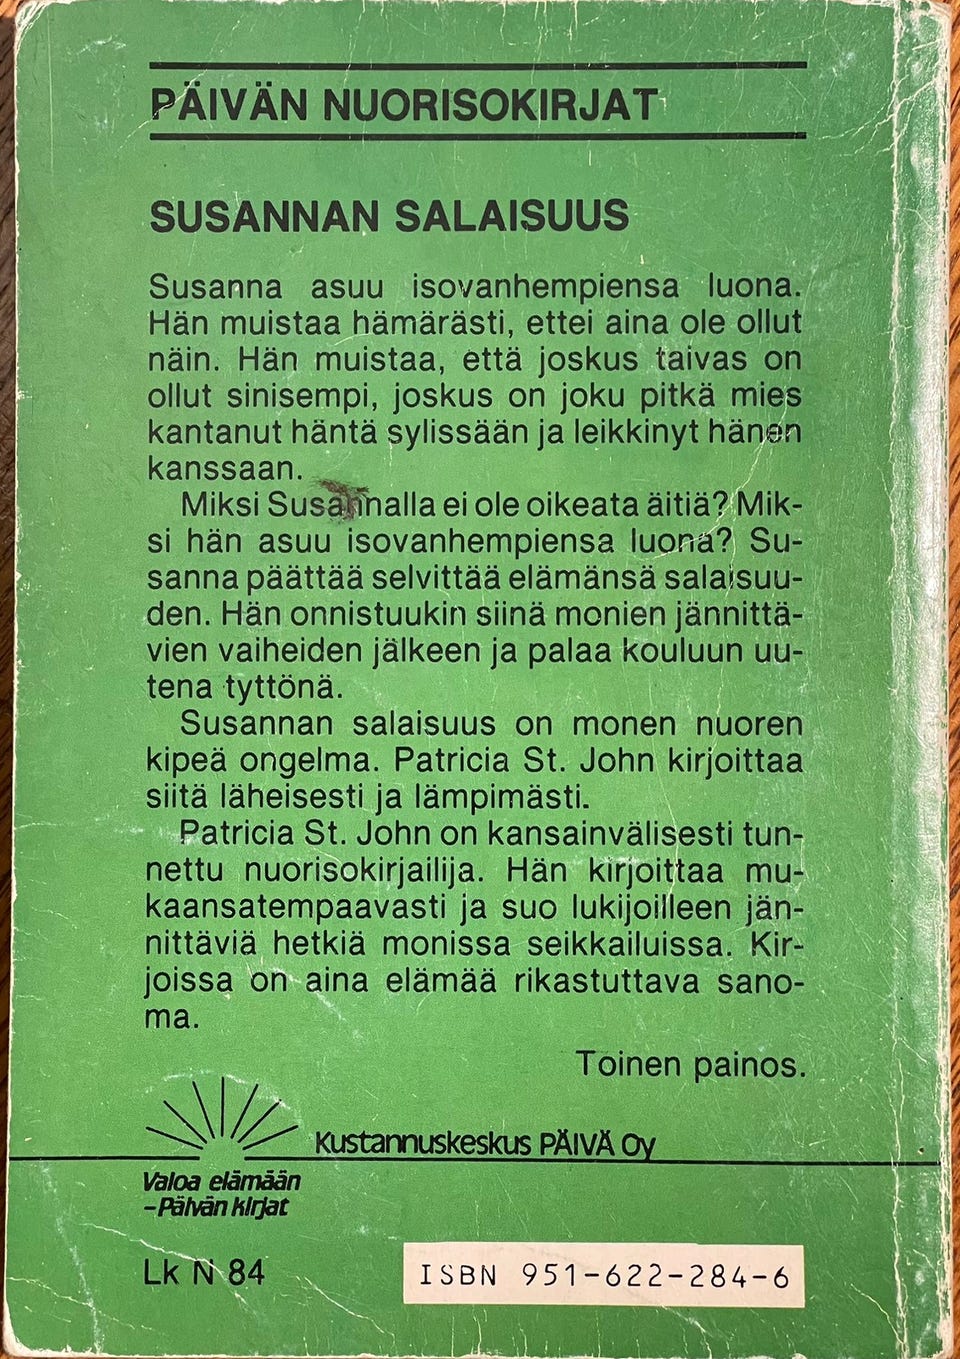 PÄIVÄN NUORISOKIRJAT
SUSANNAN SALAISUUS
Susanna asuu isovanhempiensa luona.
Hän muistaa hämärästi, ettei aina ole ollut
näin. Hän muistaa, että joskus taivas on
ollut sinisempi, joskus on joku pitkä mies
kantanut häntä sylissään ja leikkinyt hänen
kanssaan.
Miksi Susannalla ei ole oikeata äitiä? Mik-
si hän asuu isovanhempiensa luona? Su-
sanna päättää selvittää elämänsä salaisuu-
den. Hän onnistuukin siinä monien jännittä-
vien vaiheiden jälkeen ja palaa kouluun uu-
tena tyttönä.
Susannan salaisuus on monen nuoren
kipeä ongelma. Patricia St. John kirjoittaa
siitä läheisesti ja lämpimästi.
Patricia St. John on kansainvälisesti tun-
nettu nuorisokirjailija. Hän kirjoittaa mu-
kaansatempaavasti ja suo lukijoilleen jän-
nittäviä hetkiä monissa seikkailuissa. Kir-
joissa on aina elämää rikastuttava sano-
ma.
Toinen painos.
Kustannuskeskus PÄIVÄ Oy
Valoa elämään
–Päivän kirjat
Lk N 84
ISBN 951-622-284-6